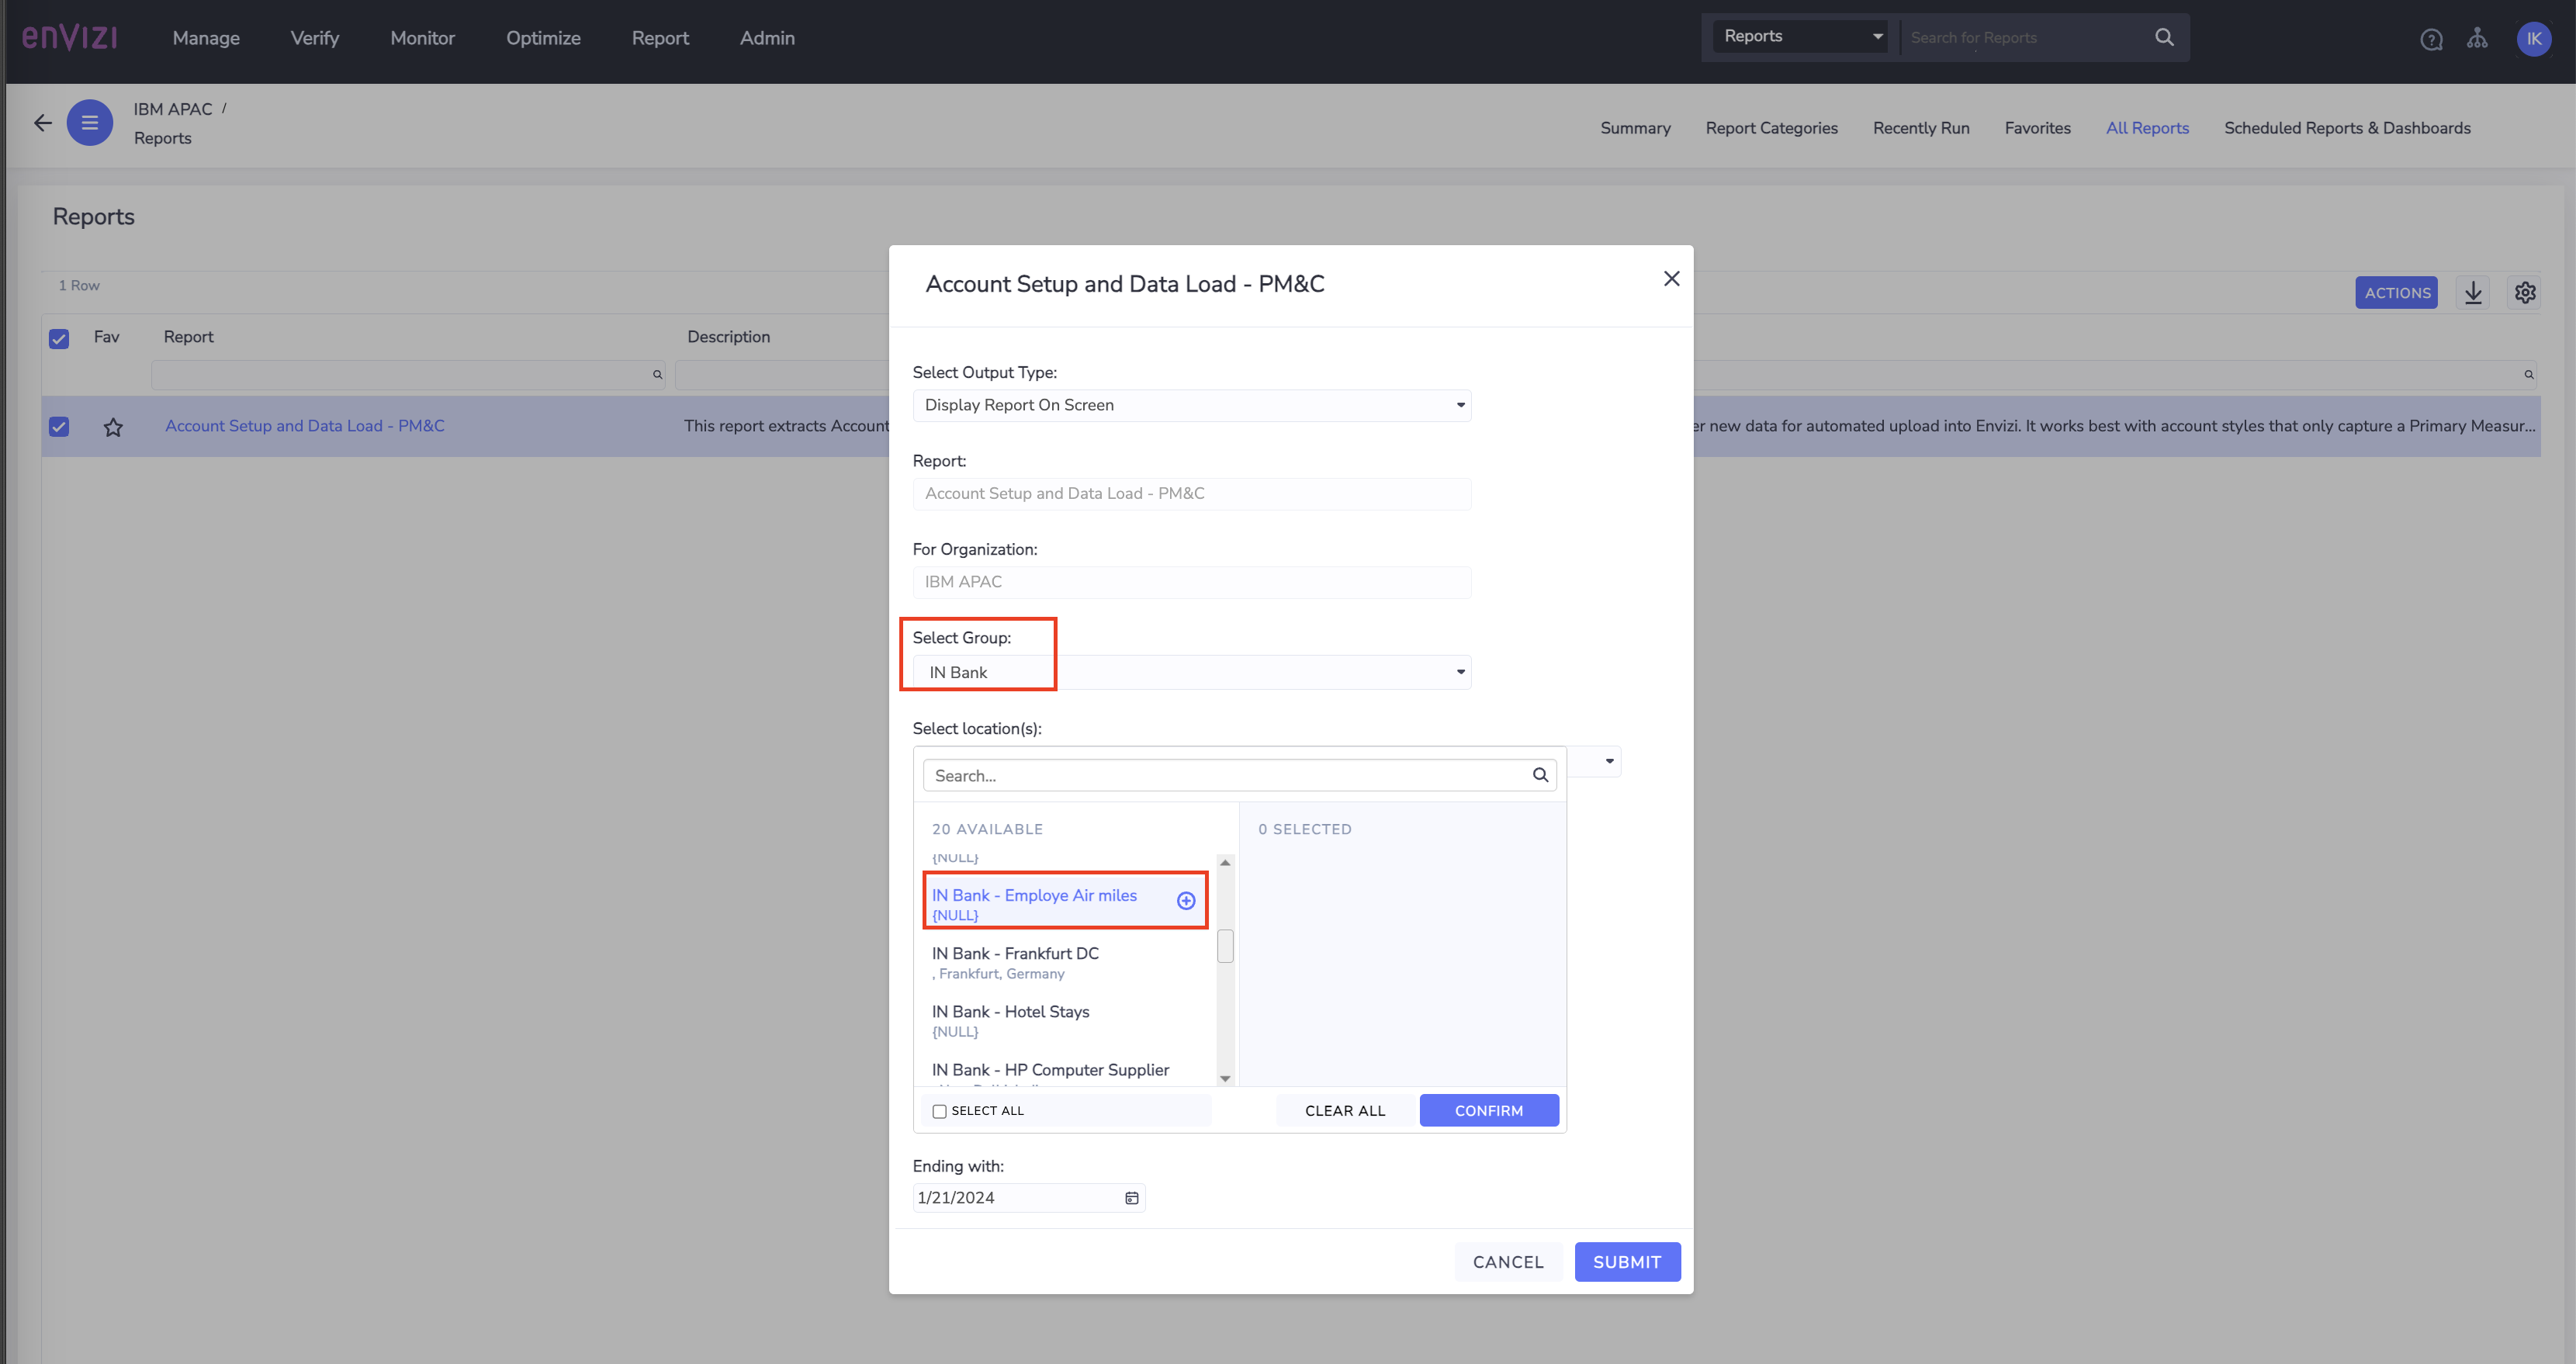 enVIZI
Manage Verify Monitor Optimize Report Admin
Reports
Search for Reports
IK
IBM APAC /
Reports
Summary Report Categories Recently Run Favorites All Reports Scheduled Reports & Dashboards
Reports
1 Row
ACTIONS
Fav Report Description
Account Setup and Data Load - PM&C
This report extracts Account
er new data for automated upload into Envizi. It works best with account styles that only capture a Primary Measur...
Account Setup and Data Load - PM&C
Select Output Type:
Display Report On Screen
Report:
Account Setup and Data Load - PM&C
For Organization:
IBM APAC
Select Group:
IN Bank
Select location(s):
Search...
20 AVAILABLE
0 SELECTED
{NULL}
IN Bank - Employe Air miles
{NULL}
IN Bank - Frankfurt DC
, Frankfurt, Germany
IN Bank - Hotel Stays
{NULL}
IN Bank - HP Computer Supplier
SELECT ALL
CLEAR ALL
CONFIRM
Ending with:
1/21/2024
CANCEL
SUBMIT